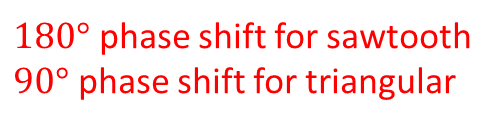 180° phase shift for sawtooth
90° phase shift for triangular